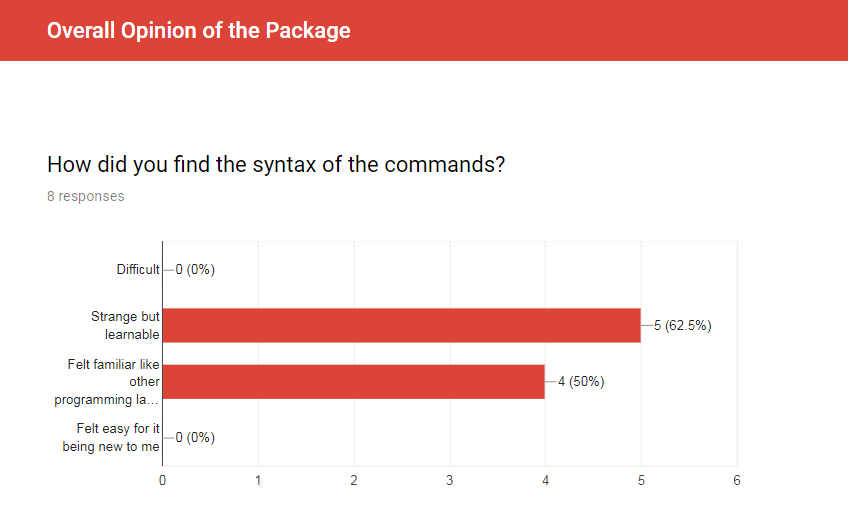 Overall Opinion of the Package
How did you find the syntax of the commands?
8 responses
Difficult
0 (0%)
Strange but
learnable
5 (62.5%)
Felt familiar like
other
programming la...
4 (50%)
Felt easy for it
being new to me
0 (0%)
0 1 2 3 4 5 6